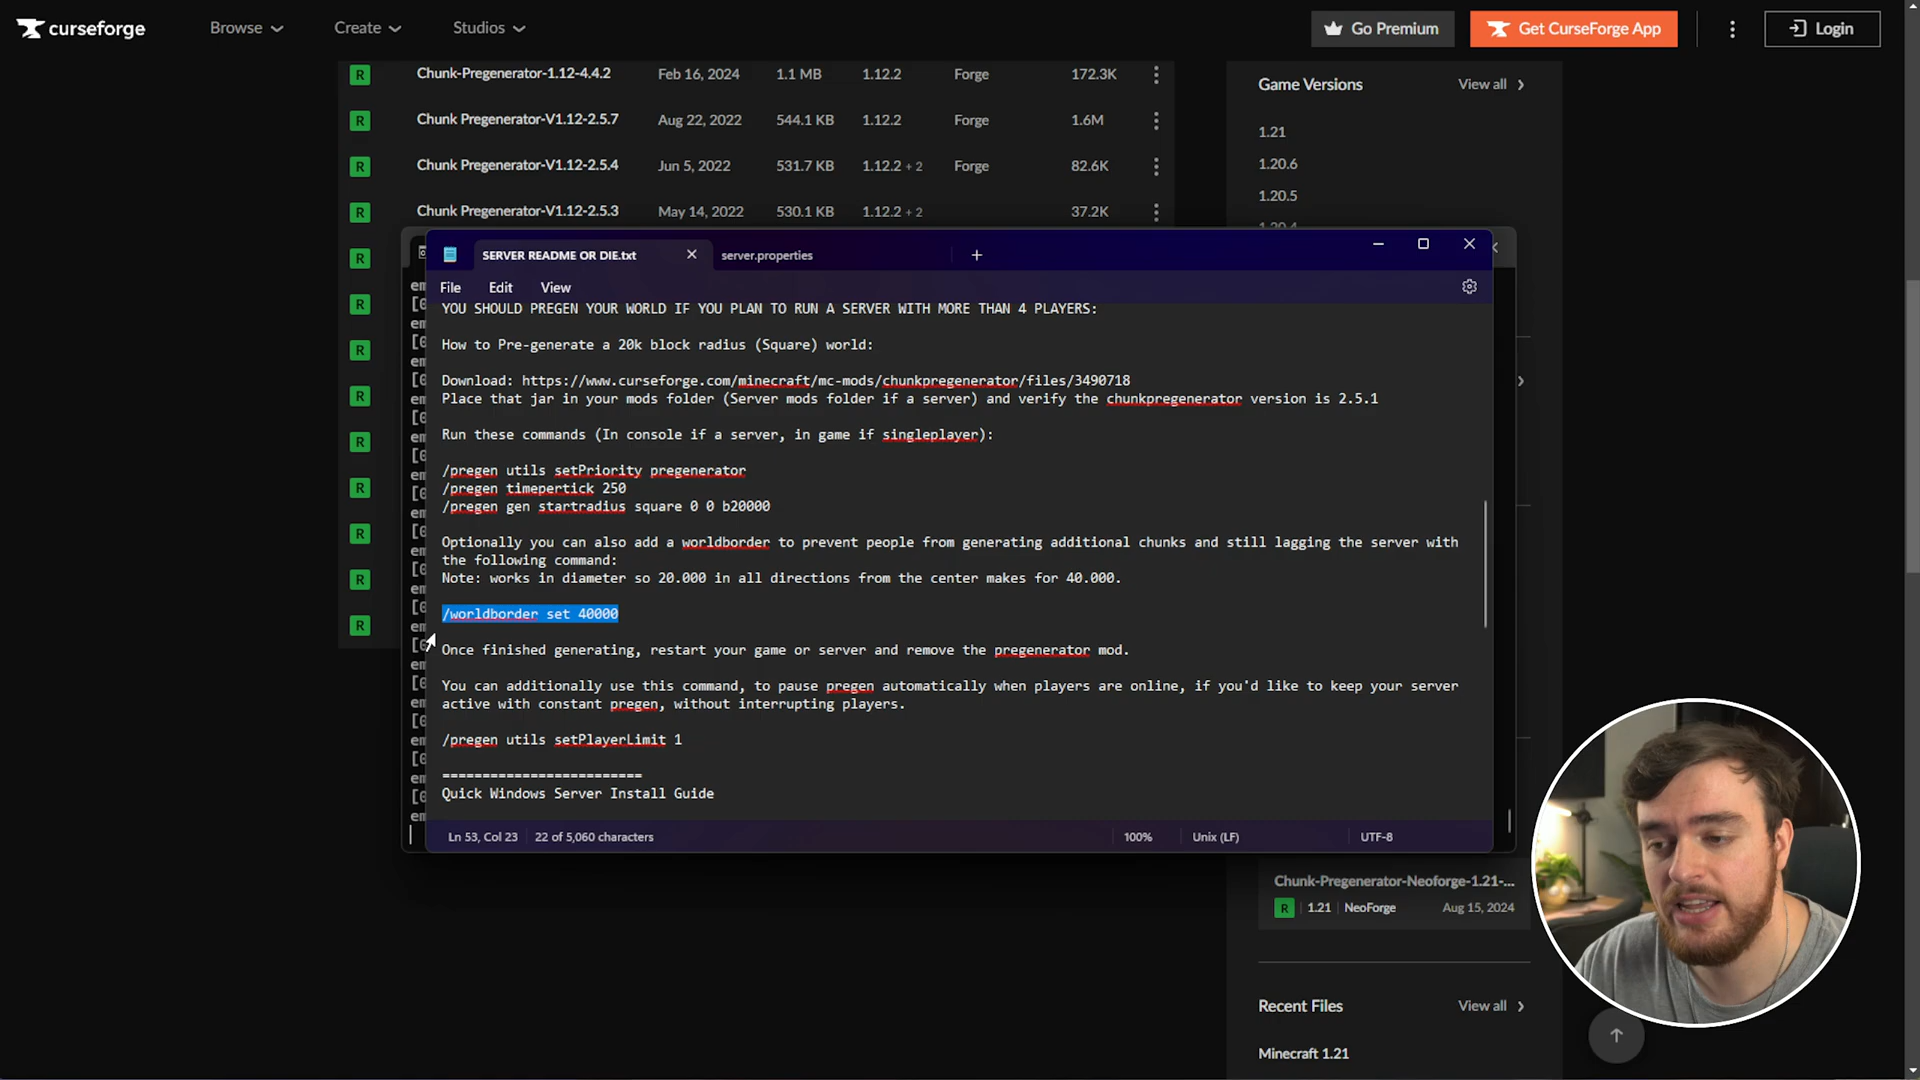 curseforge
Browse
Create
Studios
Go Premium
Get CurseForge App
Login
R Chunk-Pregenerator-1.12-4.4.2 Feb 16, 2024 1.1 MB 1.12.2 Forge 172.3K
R Chunk Pregenerator-V1.12-2.5.7 Aug 22, 2022 544.1 KB 1.12.2 Forge 1.6M
R Chunk Pregenerator-V1.12-2.5.4 Jun 5, 2022 531.7 KB 1.12.2 + 2 Forge 82.6K
R Chunk Pregenerator-V1.12-2.5.3 May 14, 2022 530.1 KB 1.12.2 + 2 37.2K
R
R
R
R
R
R
R
R
R
Game Versions View all
1.21
1.20.6
1.20.5
SERVER README OR DIE.txt
server.properties
File Edit View
YOU SHOULD PREGEN YOUR WORLD IF YOU PLAN TO RUN A SERVER WITH MORE THAN 4 PLAYERS:
How to Pre-generate a 20k block radius (Square) world:
Download: https://www.curseforge.com/minecraft/mc-mods/chunkpregenerator/files/3490718
Place that jar in your mods folder (Server mods folder if a server) and verify the chunkpregenerator version is 2.5.1
Run these commands (In console if a server, in game if singleplayer):
/pregen utils setPriority pregenerator
/pregen timepertick 250
/pregen gen startradius square 0 0 b20000
Optionally you can also add a worldborder to prevent people from generating additional chunks and still lagging the server with
the following command:
Note: works in diameter so 20.000 in all directions from the center makes for 40.000.
/worldborder set 40000
Once finished generating, restart your game or server and remove the pregenerator mod.
You can additionally use this command, to pause pregen automatically when players are online, if you'd like to keep your server
active with constant pregen, without interrupting players.
/pregen utils setPlayerLimit 1
=========================
Quick Windows Server Install Guide
Ln 53, Col 23 22 of 5,060 characters 100% Unix (LF) UTF-8
Chunk-Pregenerator-Neoforge-1.21-...
R 1.21 NeoForge Aug 15, 2024
Recent Files View all
Minecraft 1.21